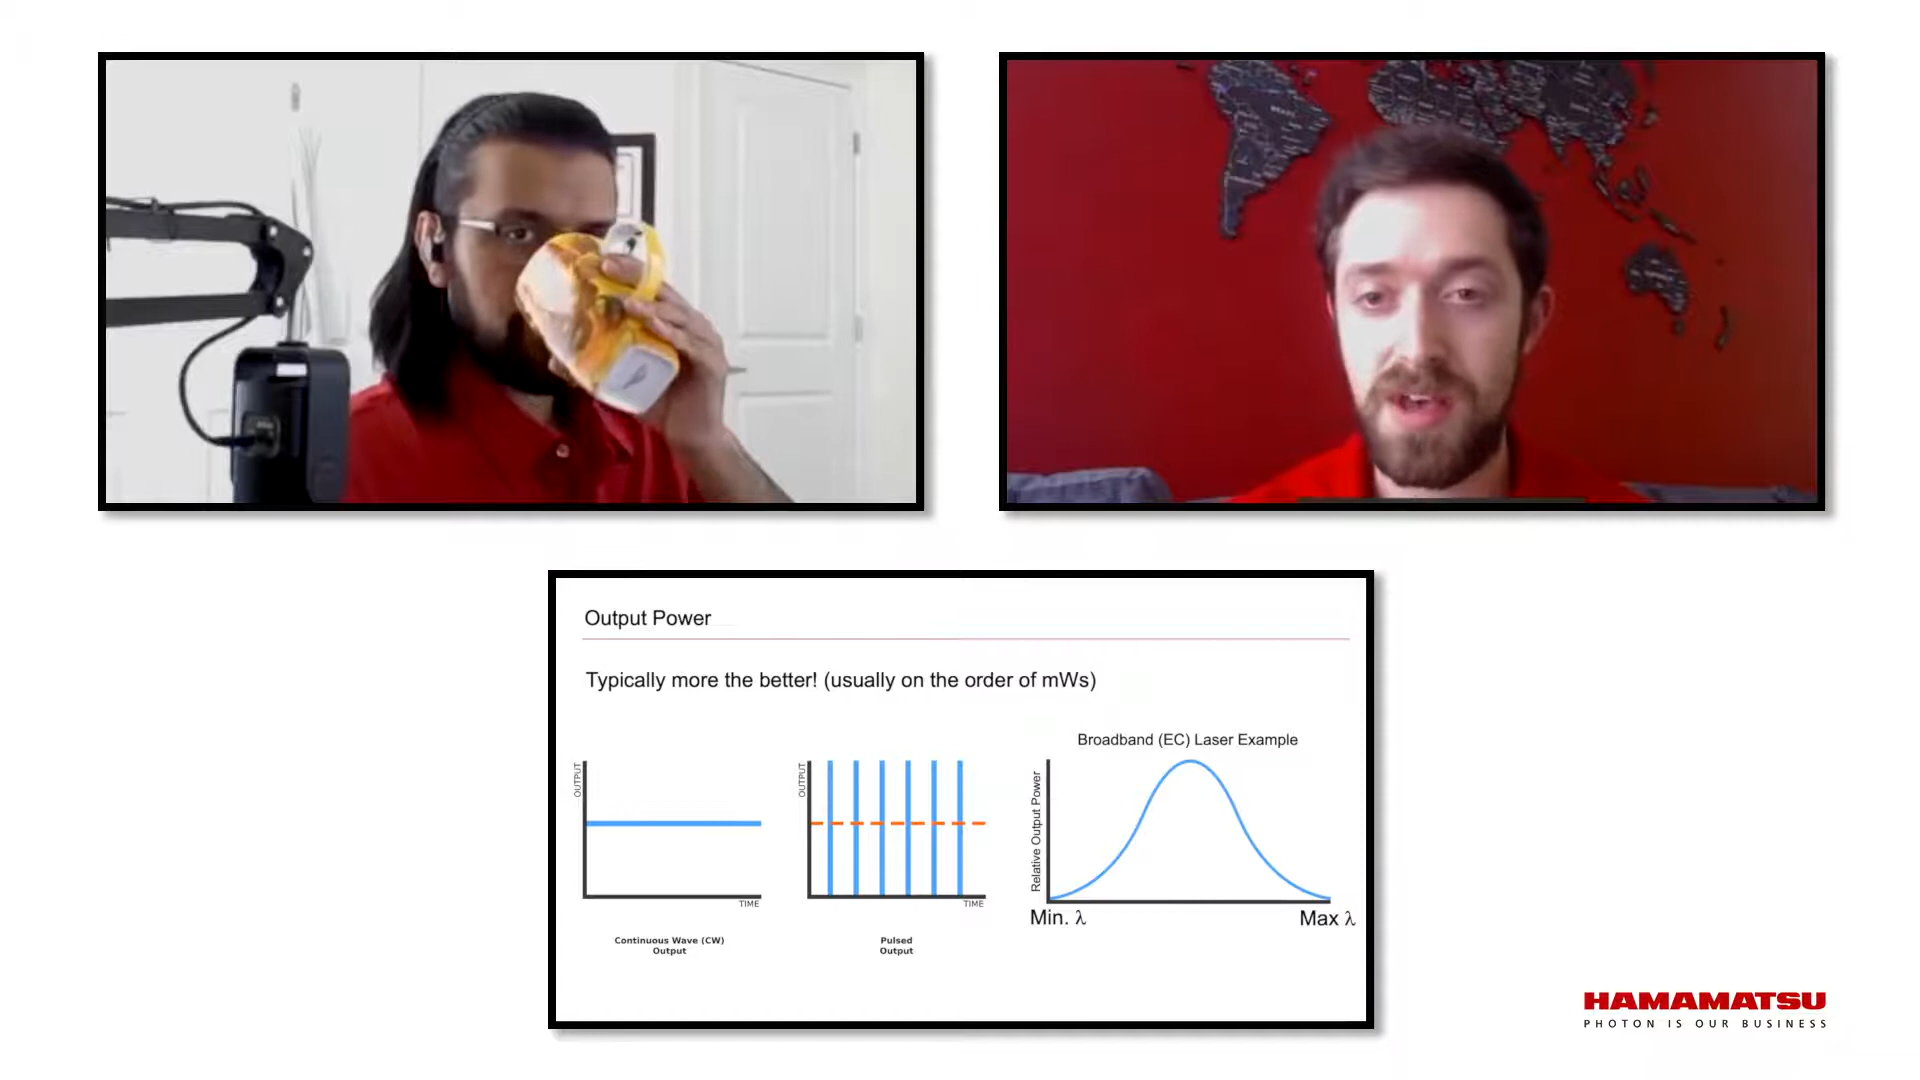 Output Power
Typically more the better! (usually on the order of mWs)
Broadband (EC) Laser Example
OUTPUT
TIME
Continuous Wave (CW)
Output
OUTPUT
TIME
Pulsed
Output
Relative Output Power
Min. λ
Max λ
HAMAMATSU
PHOTON IS OUR BUSINESS